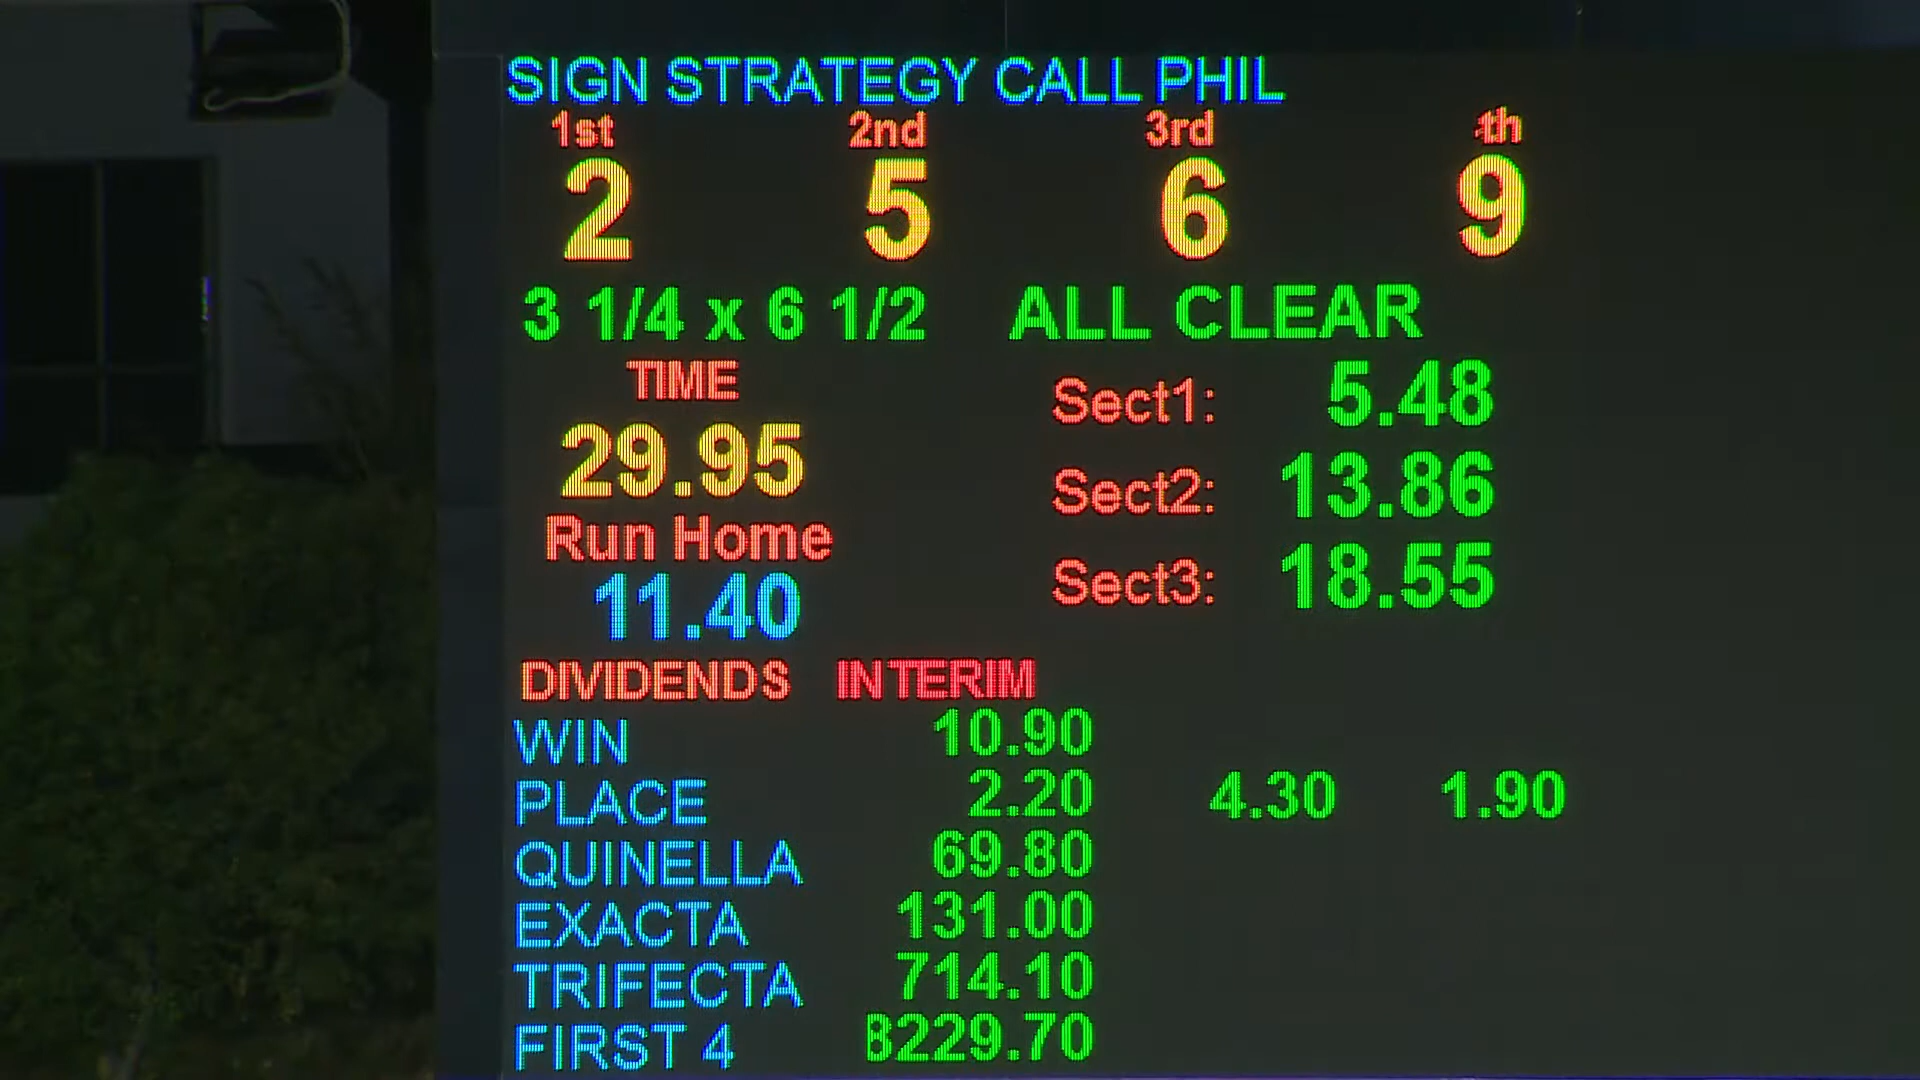 SIGN STRATEGY CALL PHIL
1st 2nd 3rd th
2 5 6 9
3 1/4 x 6 1/2 ALL CLEAR
TIME
29.95
Sect1: 5.48
Sect2: 13.86
Run Home
11.40
Sect3: 18.55
DIVIDENDS INTERIM
WIN 10.90
PLACE 2.20 4.30 1.90
QUINELLA 69.80
EXACTA 131.00
TRIFECTA 714.10
FIRST 4